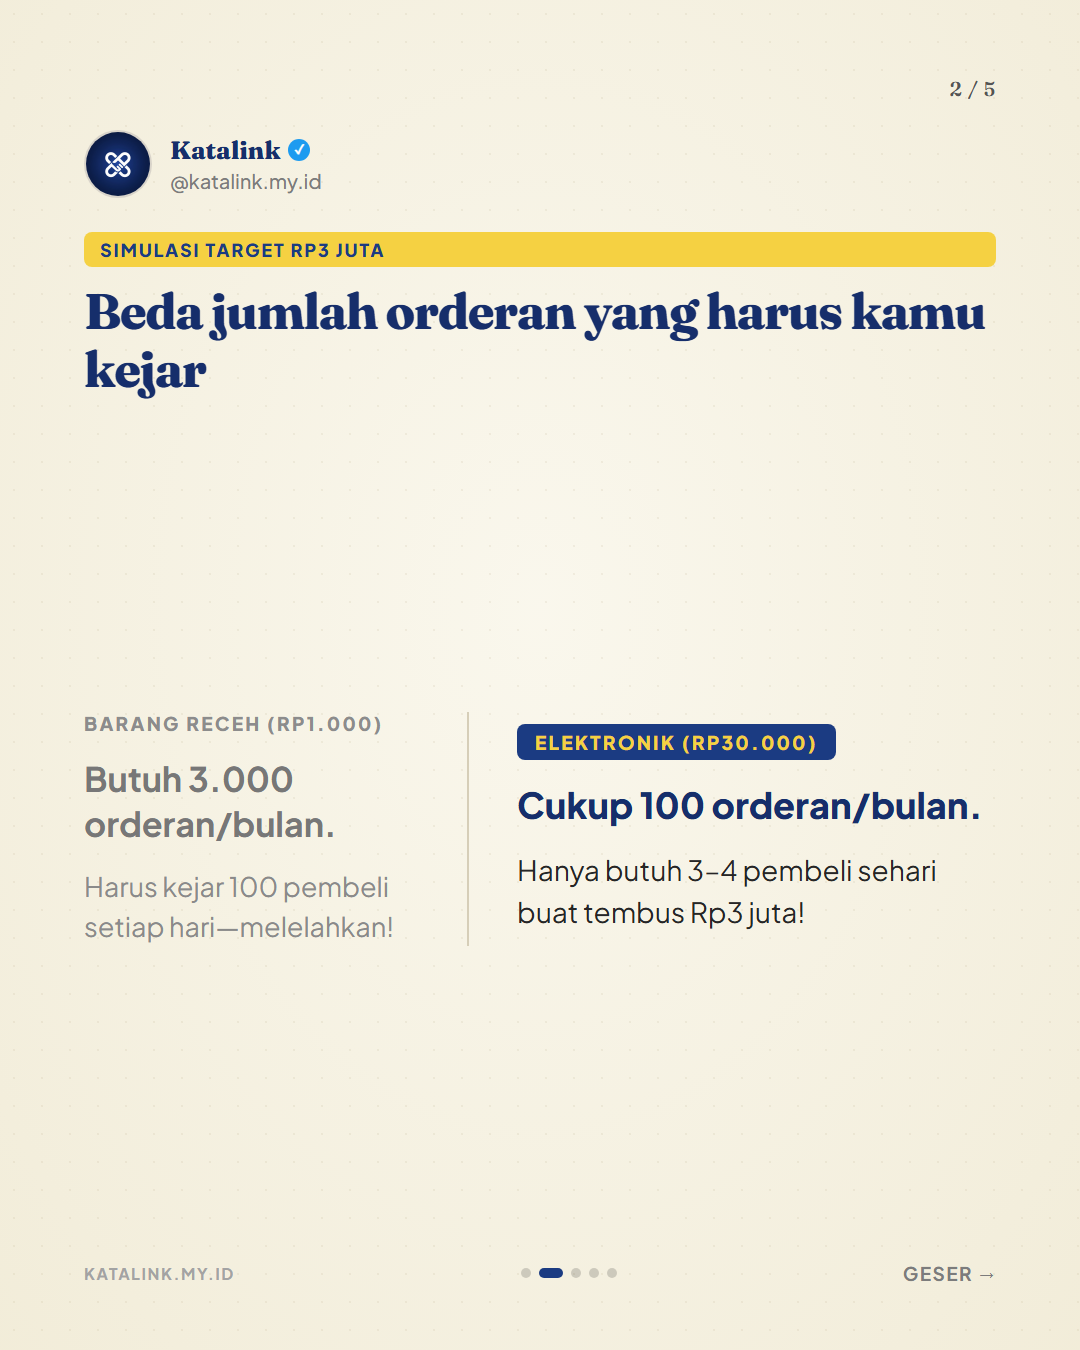 2 / 5
Katalink
@katalink.my.id
SIMULASI TARGET RP3 JUTA
Beda jumlah orderan yang harus kamu
kejar
BARANG RECEH (RP1.000)
Butuh 3.000
orderan/bulan.
Harus kejar 100 pembeli
setiap hari—melelahkan!
ELEKTRONIK (RP30.000)
Cukup 100 orderan/bulan.
Hanya butuh 3–4 pembeli sehari
buat tembus Rp3 juta!
KATALINK.MY.ID
GESER →